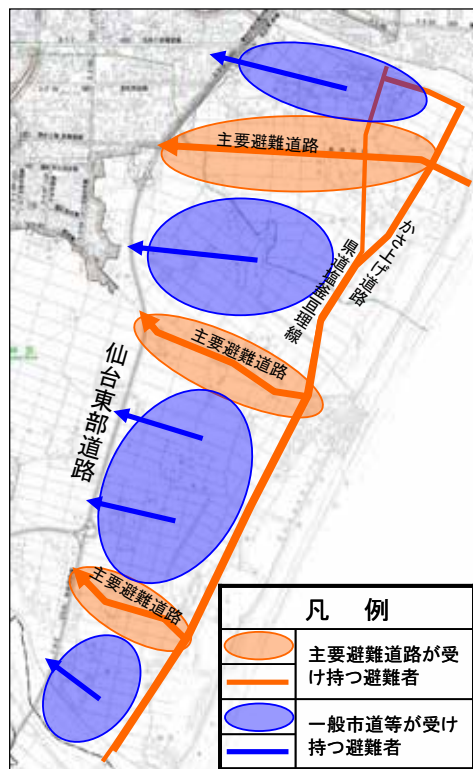 主要避難道路
かさ上げ道路
県道塩釜亘理線
主要避難道路
仙台東部道路
主要避難道路
凡 例
主要避難道路が受
け持つ避難者
一般市道等が受け
持つ避難者